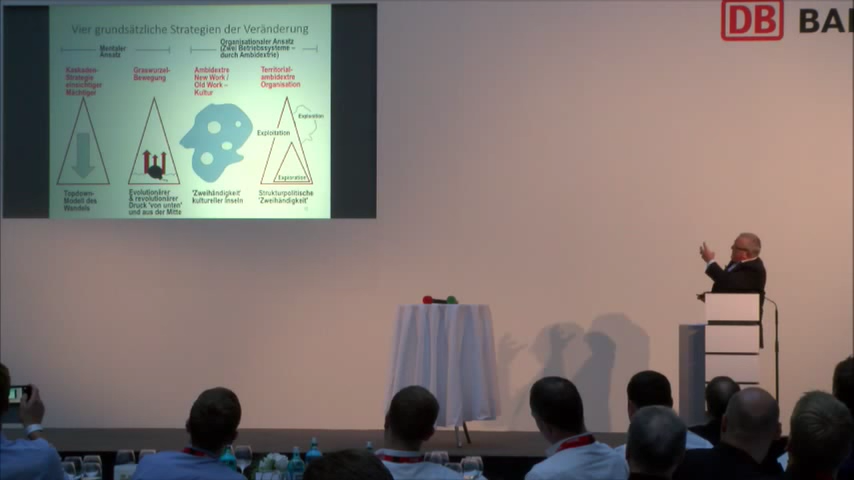 Vier grundsätzliche Strategien der Veränderung
Mentaler
Ansatz
Organisationaler Ansatz
(Zwei Betriebssysteme –
durch Ambidextrie)
Kaskaden-
Strategie
einsichtiger
Mächtiger
Graswurzel-
Bewegung
Ambidextre
New Work /
Old Work –
Kultur
Territorial-
ambidextre
Organisation
Exploration
Exploitation
Exploration
Topdown-
Modell des
Wandels
Evolutionärer
& revolutionärer
Druck 'von unten'
und aus der Mitte
'Zweihändigkeit'
kultureller Inseln
Strukturpolitische
'Zweihändigkeit'
DB BA